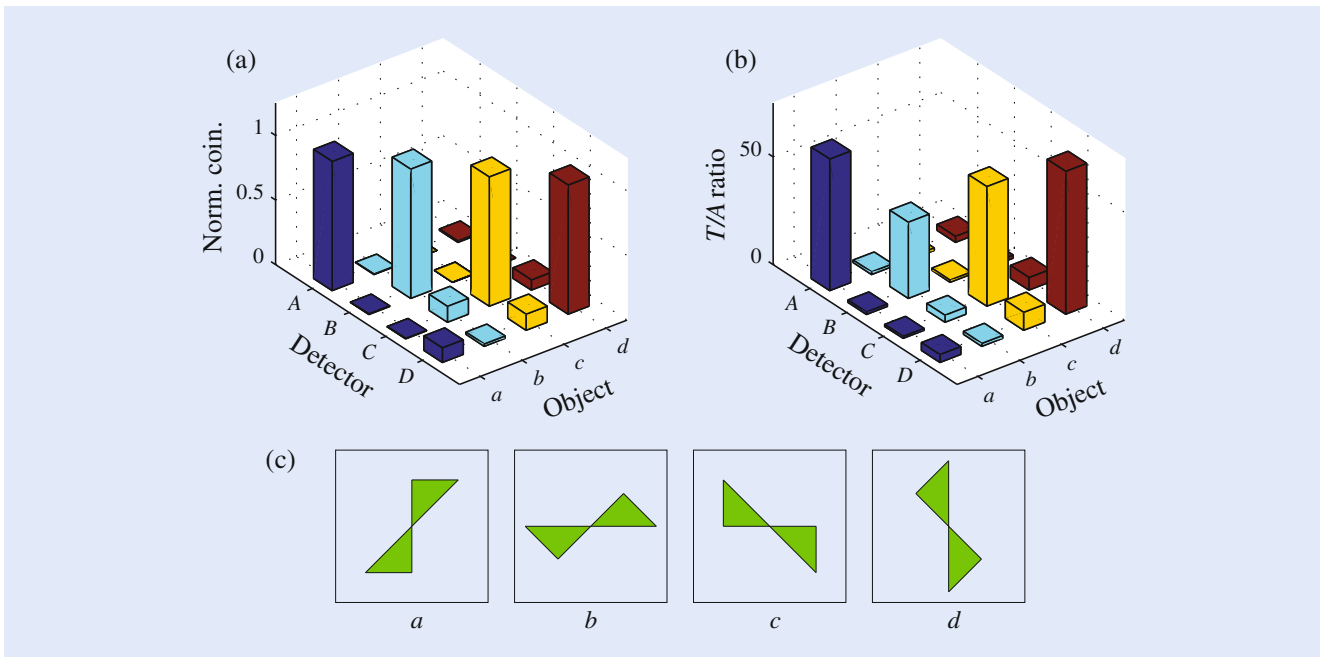 (a)
Norm. coin.
1
0.5
0
A
B
C
D
Detector
a
b
c
d
Object
(b)
T/A ratio
50
0
A
B
C
D
Detector
a
b
c
d
Object
(c)
a
b
c
d